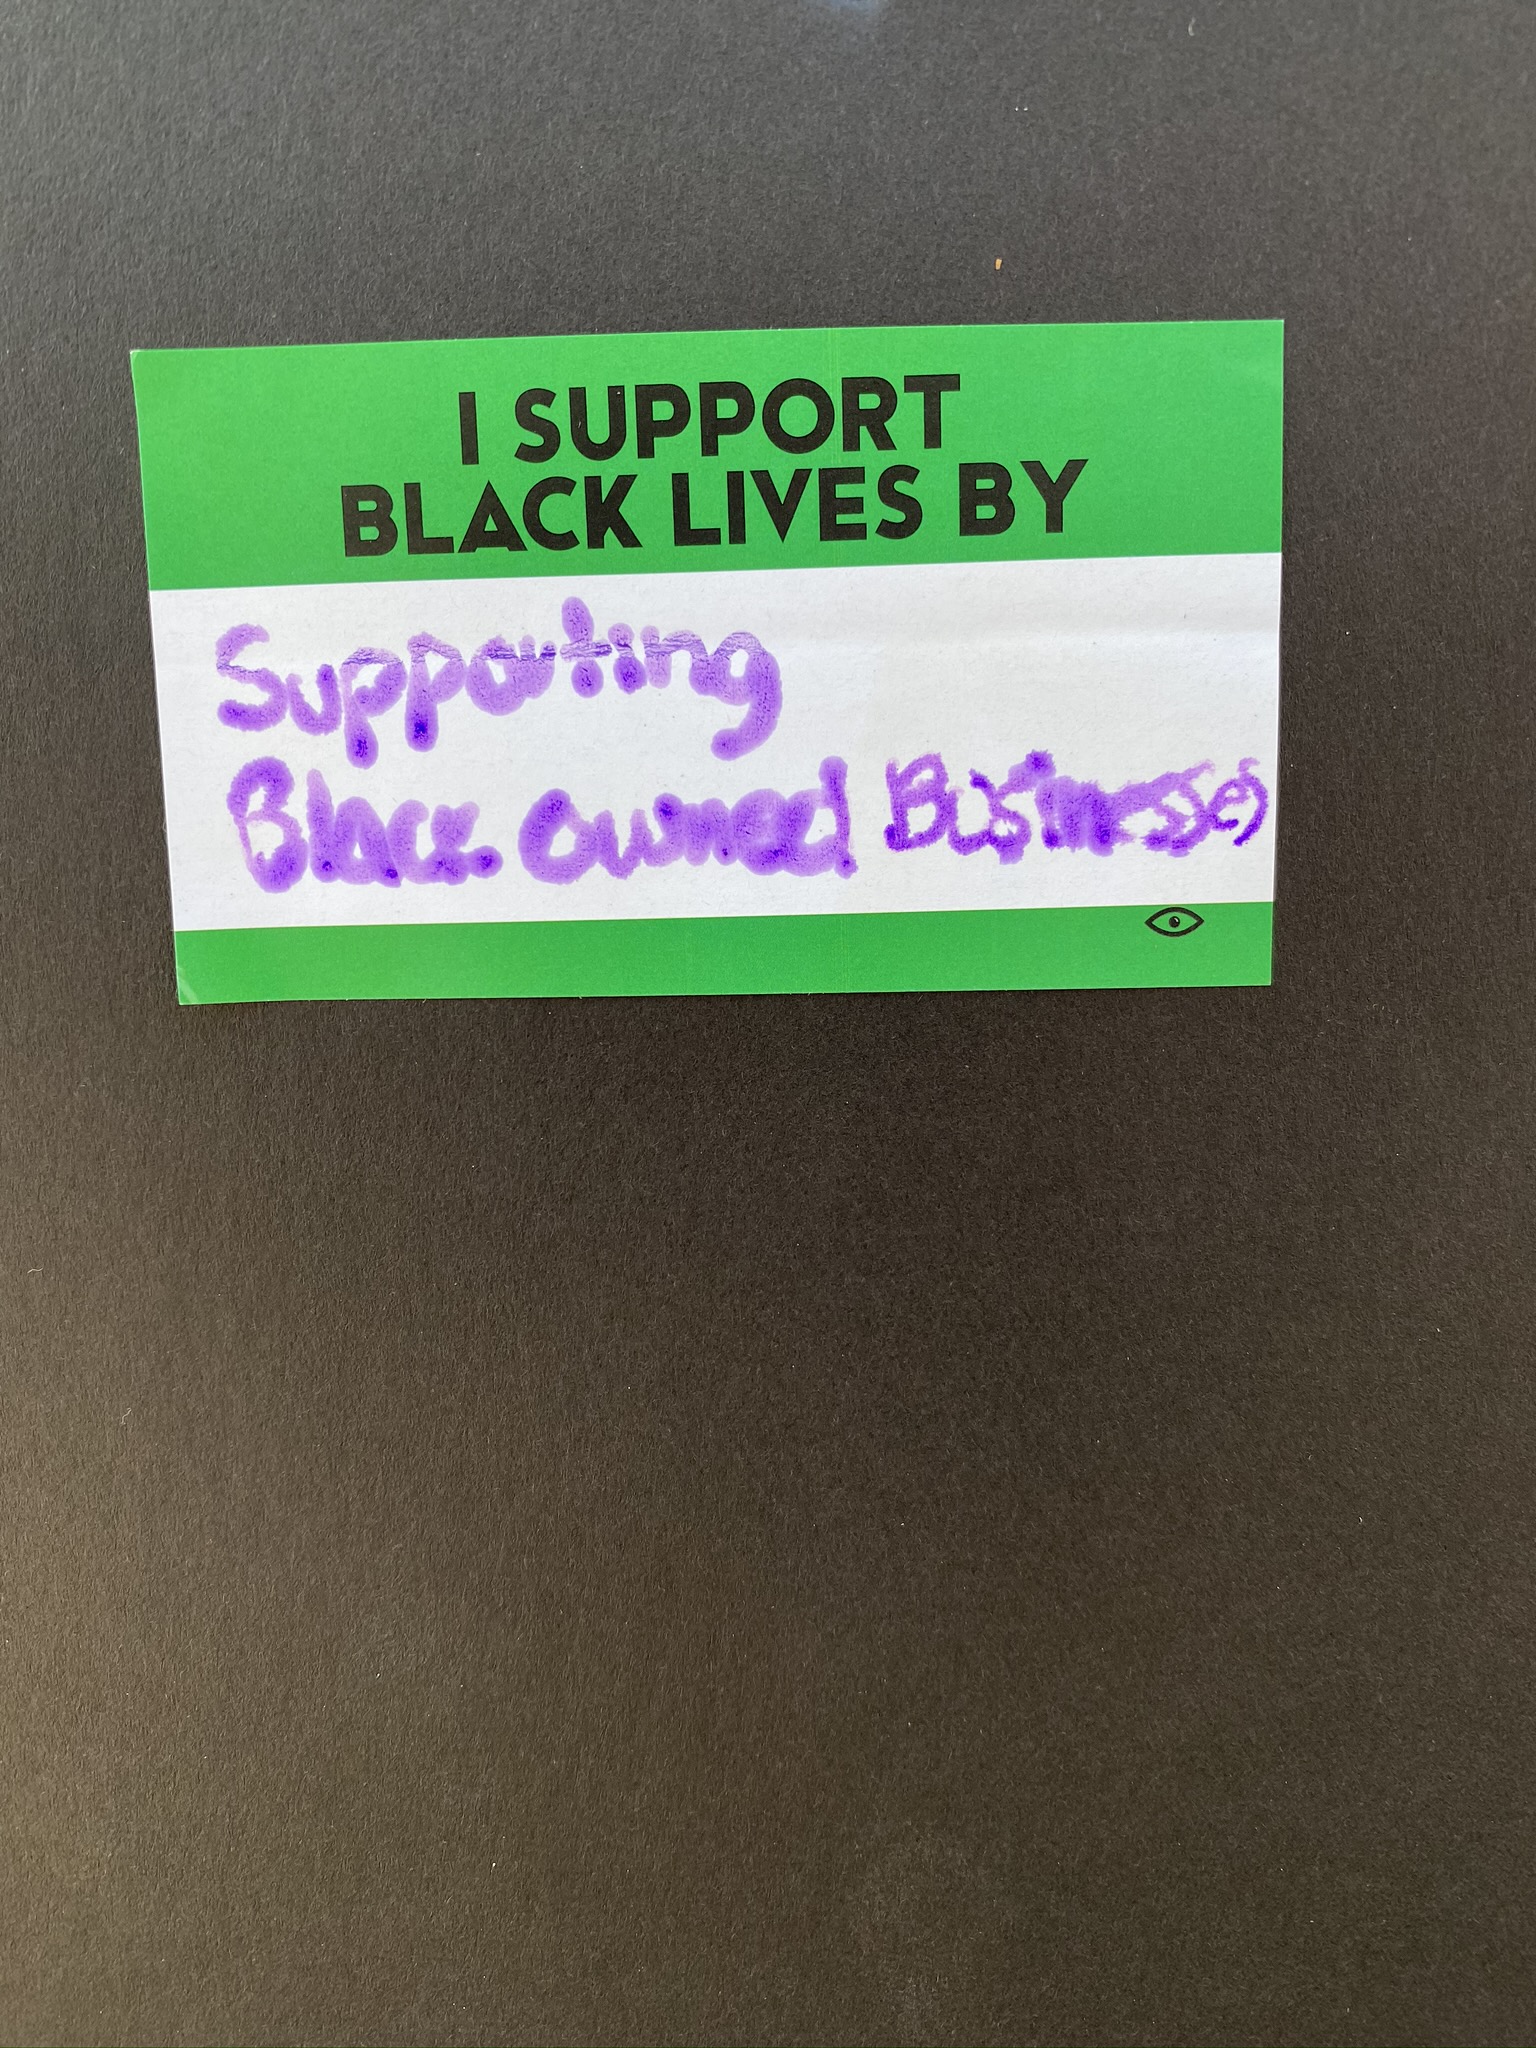 I SUPPORT
BLACK LIVES BY
Supporting
Black owned Businesses